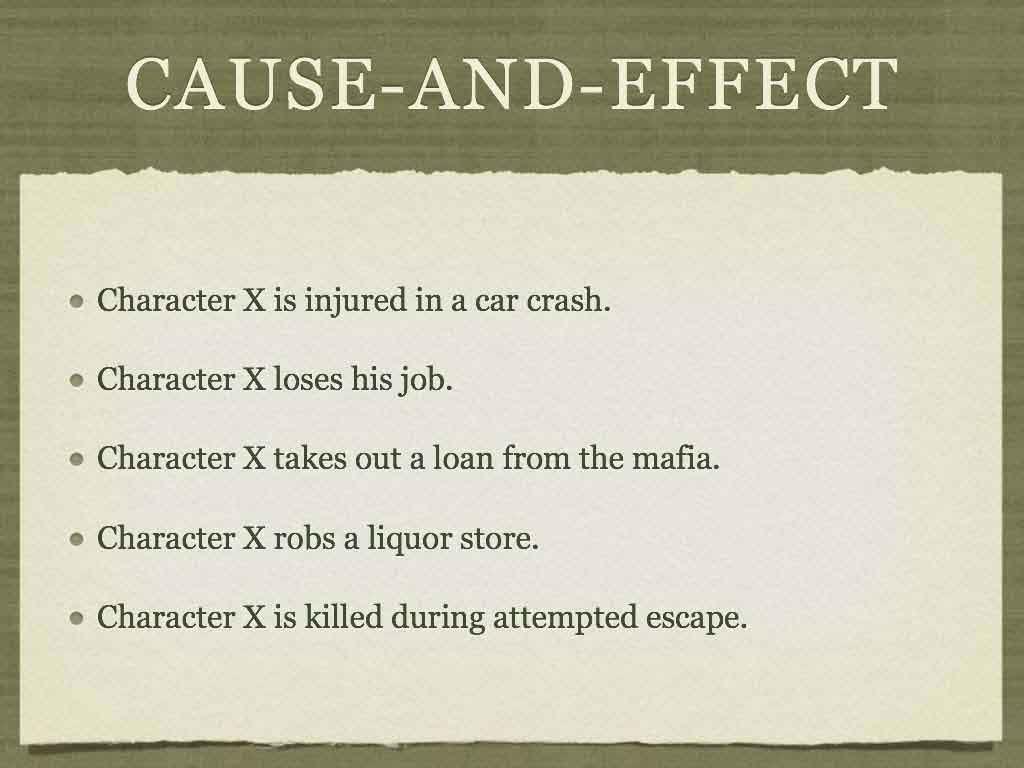 CAUSE-AND-EFFECT
Character X is injured in a car crash.
Character X loses his job.
Character X takes out a loan from the mafia.
Character X robs a liquor store.
Character X is killed during attempted escape.